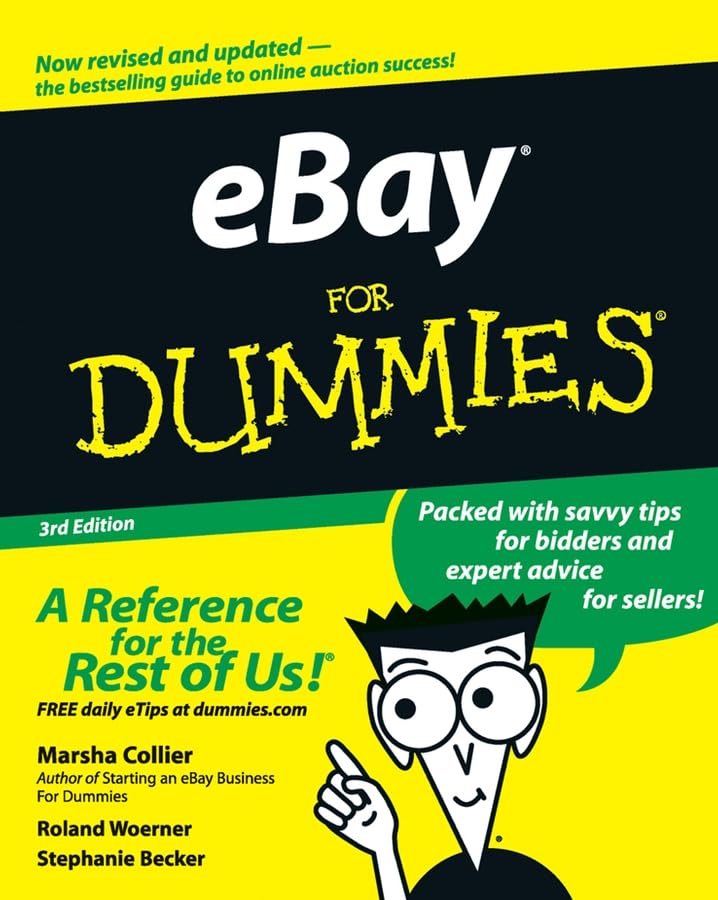 Now revised and updated —
the bestselling guide to online auction success!
eBay®
FOR
DUMMIES®
3rd Edition
Packed with savvy tips
for bidders and
expert advice
for sellers!
A Reference
for the
Rest of Us!®
FREE daily eTips at dummies.com
Marsha Collier
Author of Starting an eBay Business
For Dummies
Roland Woerner
Stephanie Becker
®